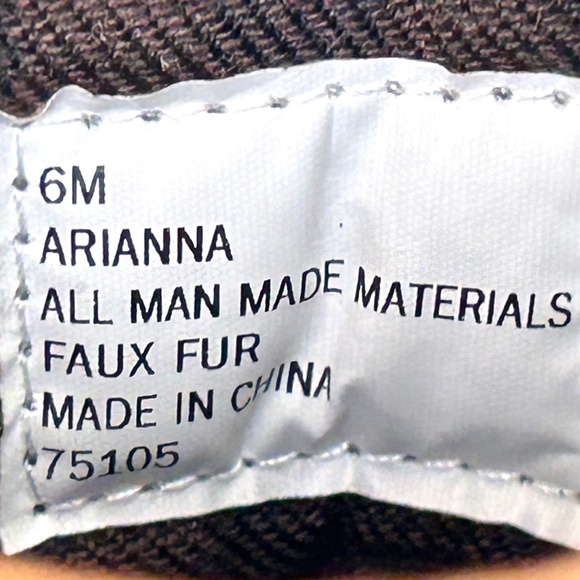 6M
ARIANNA
ALL MAN MADE MATERIALS
FAUX FUR
MADE IN CHINA
75105